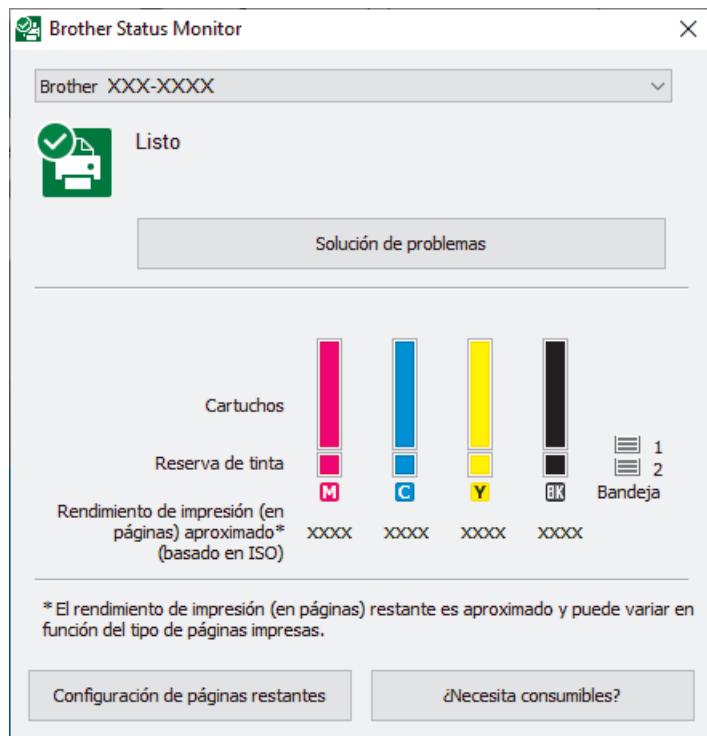 Brother Status Monitor
Brother XXX-XXXX
Listo
Solución de problemas
Cartuchos
Reserva de tinta
1
2
M C Y BK Bandeja
Rendimiento de impresión (en
páginas) aproximado*
(basado en ISO)
XXXX XXXX XXXX XXXX
* El rendimiento de impresión (en páginas) restante es aproximado y puede variar en
función del tipo de páginas impresas.
Configuración de páginas restantes
¿Necesita consumibles?